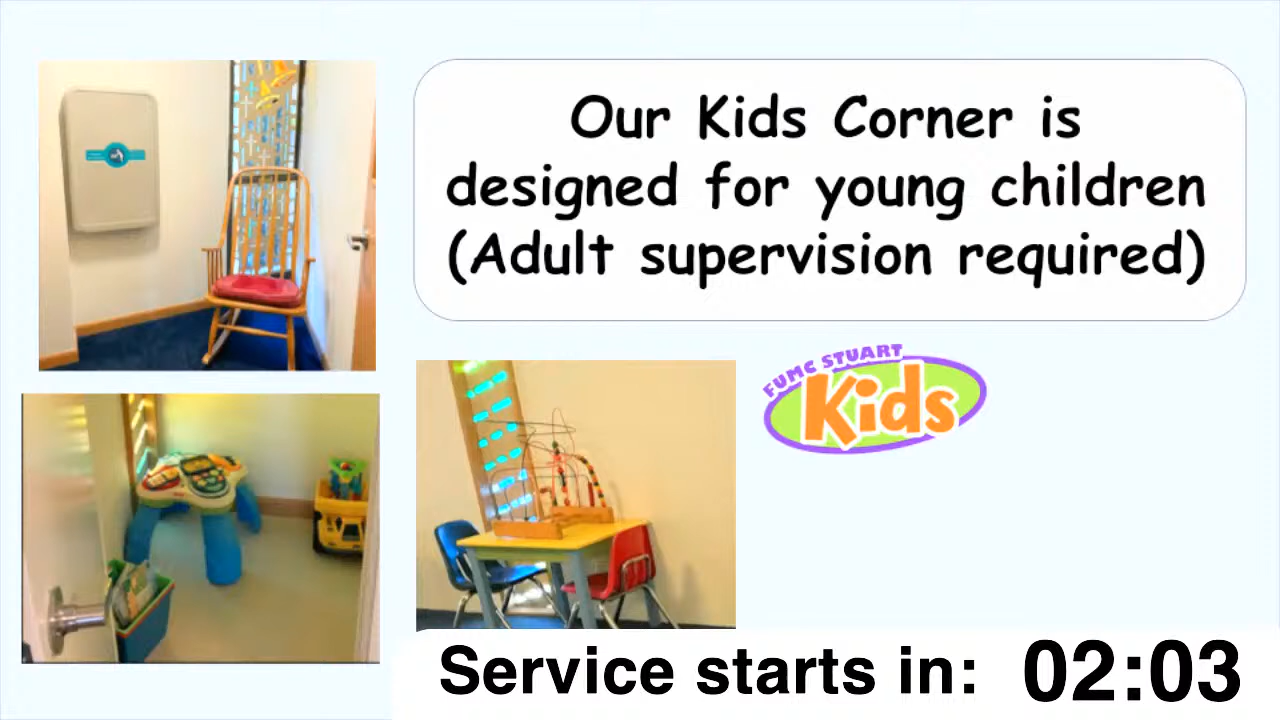 Our Kids Corner is
designed for young children
(Adult supervision required)
FUMC STUART
Kids
Service starts in: 02:03